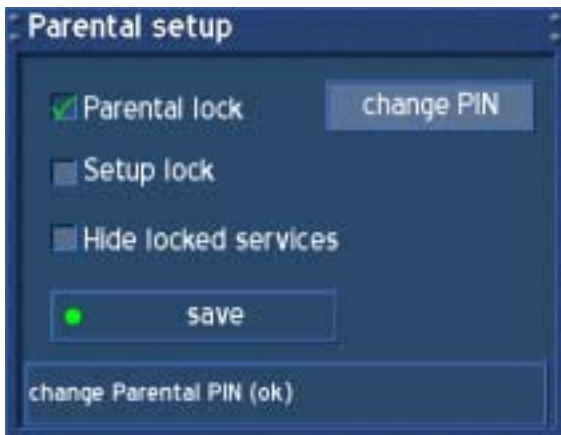 Parental setup
Parental lock
change PIN
Setup lock
Hide locked services
save
change Parental PIN (ok)